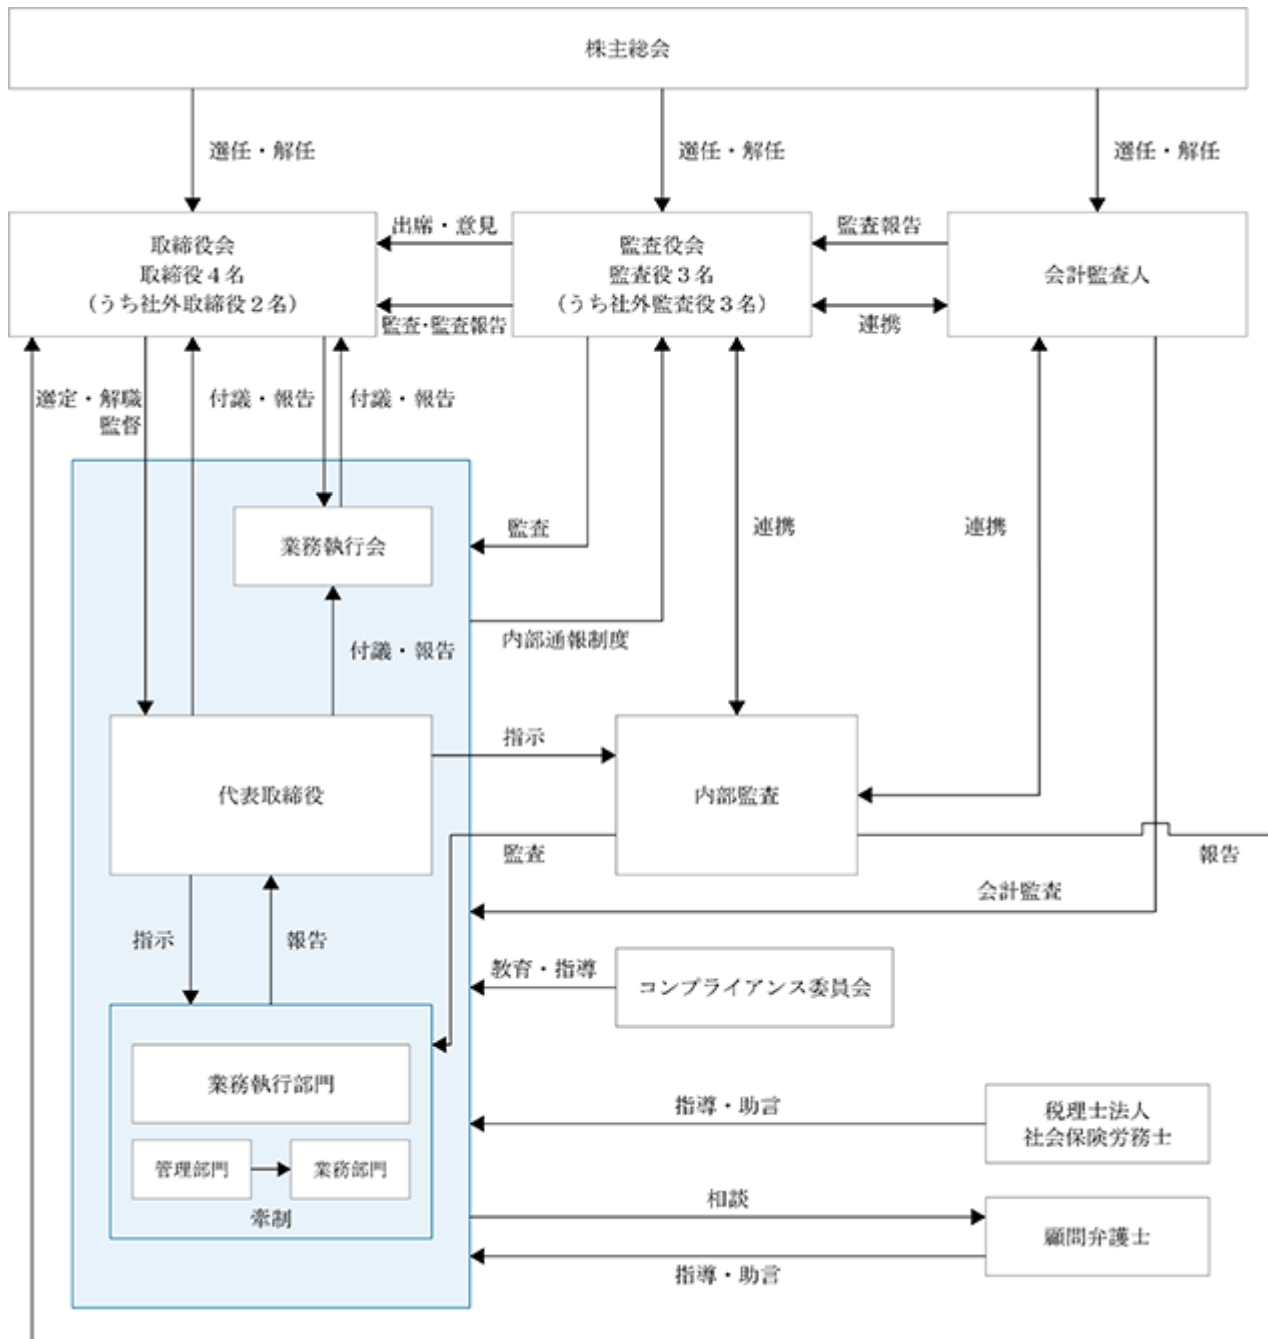 株主総会
選任・解任
選任・解任
選任・解任
取締役会
取締役４名
（うち社外取締役２名）
出席・意見
監査・監査報告
監査役会
監査役３名
（うち社外監査役３名）
監査報告
連携
会計監査人
選定・解職
監督
付議・報告
付議・報告
業務執行会
監査
連携
連携
内部通報制度
付議・報告
代表取締役
指示
内部監査
監査
報告
会計監査
指示
報告
教育・指導
コンプライアンス委員会
業務執行部門
管理部門
業務部門
牽制
指導・助言
税理士法人
社会保険労務士
相談
顧問弁護士
指導・助言